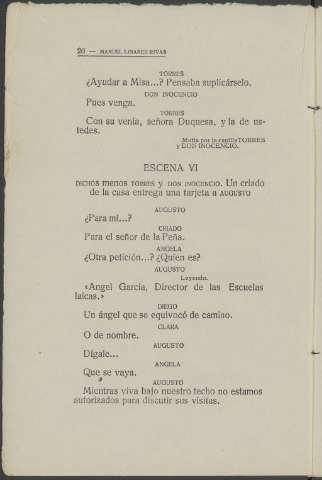 26 — MANUEL LINARES RIVAS
TORRES
¿Ayudar a Misa...? Pensaba suplicárselo.
DON INOCENCIO
Pues venga.
TORRES
Con su venia, señora Duquesa, y la de us-
tedes.
Mutis por la capilla TORRES
y DON INOCENCIO.
ESCENA VI
DICHOS menos TORRES y DON INOCENCIO. Un criado
de la casa entrega una tarjeta a AUGUSTO
AUGUSTO
¿Para mí...?
CRIADO
Para el señor de la Peña.
ANGELA
¿Otra petición...? ¿Quien es?
AUGUSTO
Leyendo.
«Angel García, Director de las Escuelas
laicas.»
DIEGO
Un ángel que se equivocó de camino.
CLARA
O de nombre.
AUGUSTO
Dígale...
ANGELA
Que se vaya.
AUGUSTO
Mientras viva bajo nuestro techo no estamos
autorizados para discutir sus visitas.